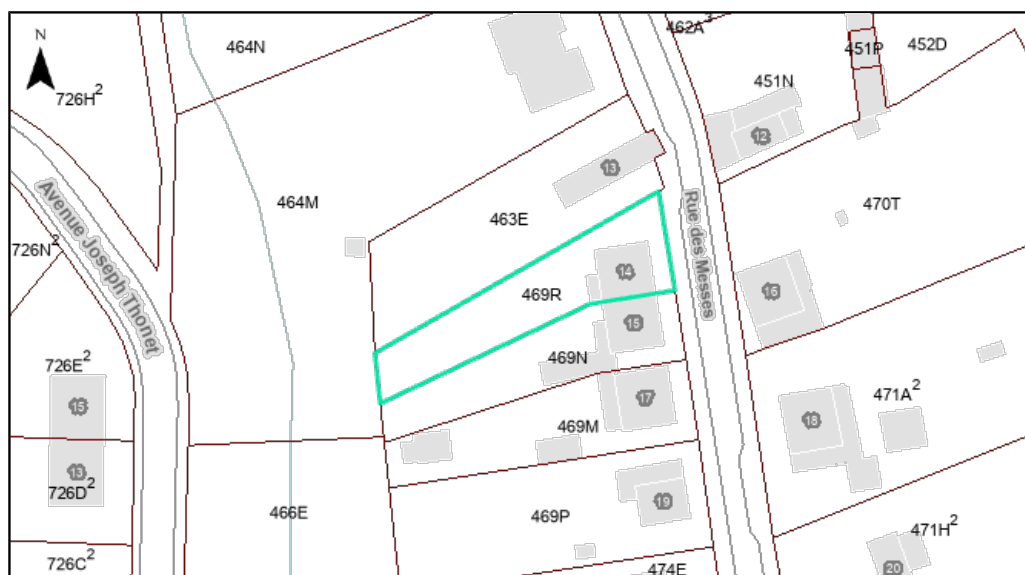 464N
462A³
451P
452D
N
451N
726H²
12
13
464M
470T
463E
Avenue Joseph Thonet
Rue des Messes
726N²
14
16
469R
15
469N
726E²
471A²
15
17
18
469M
13
726D²
19
466E
469P
471H²
726C²
474E
20